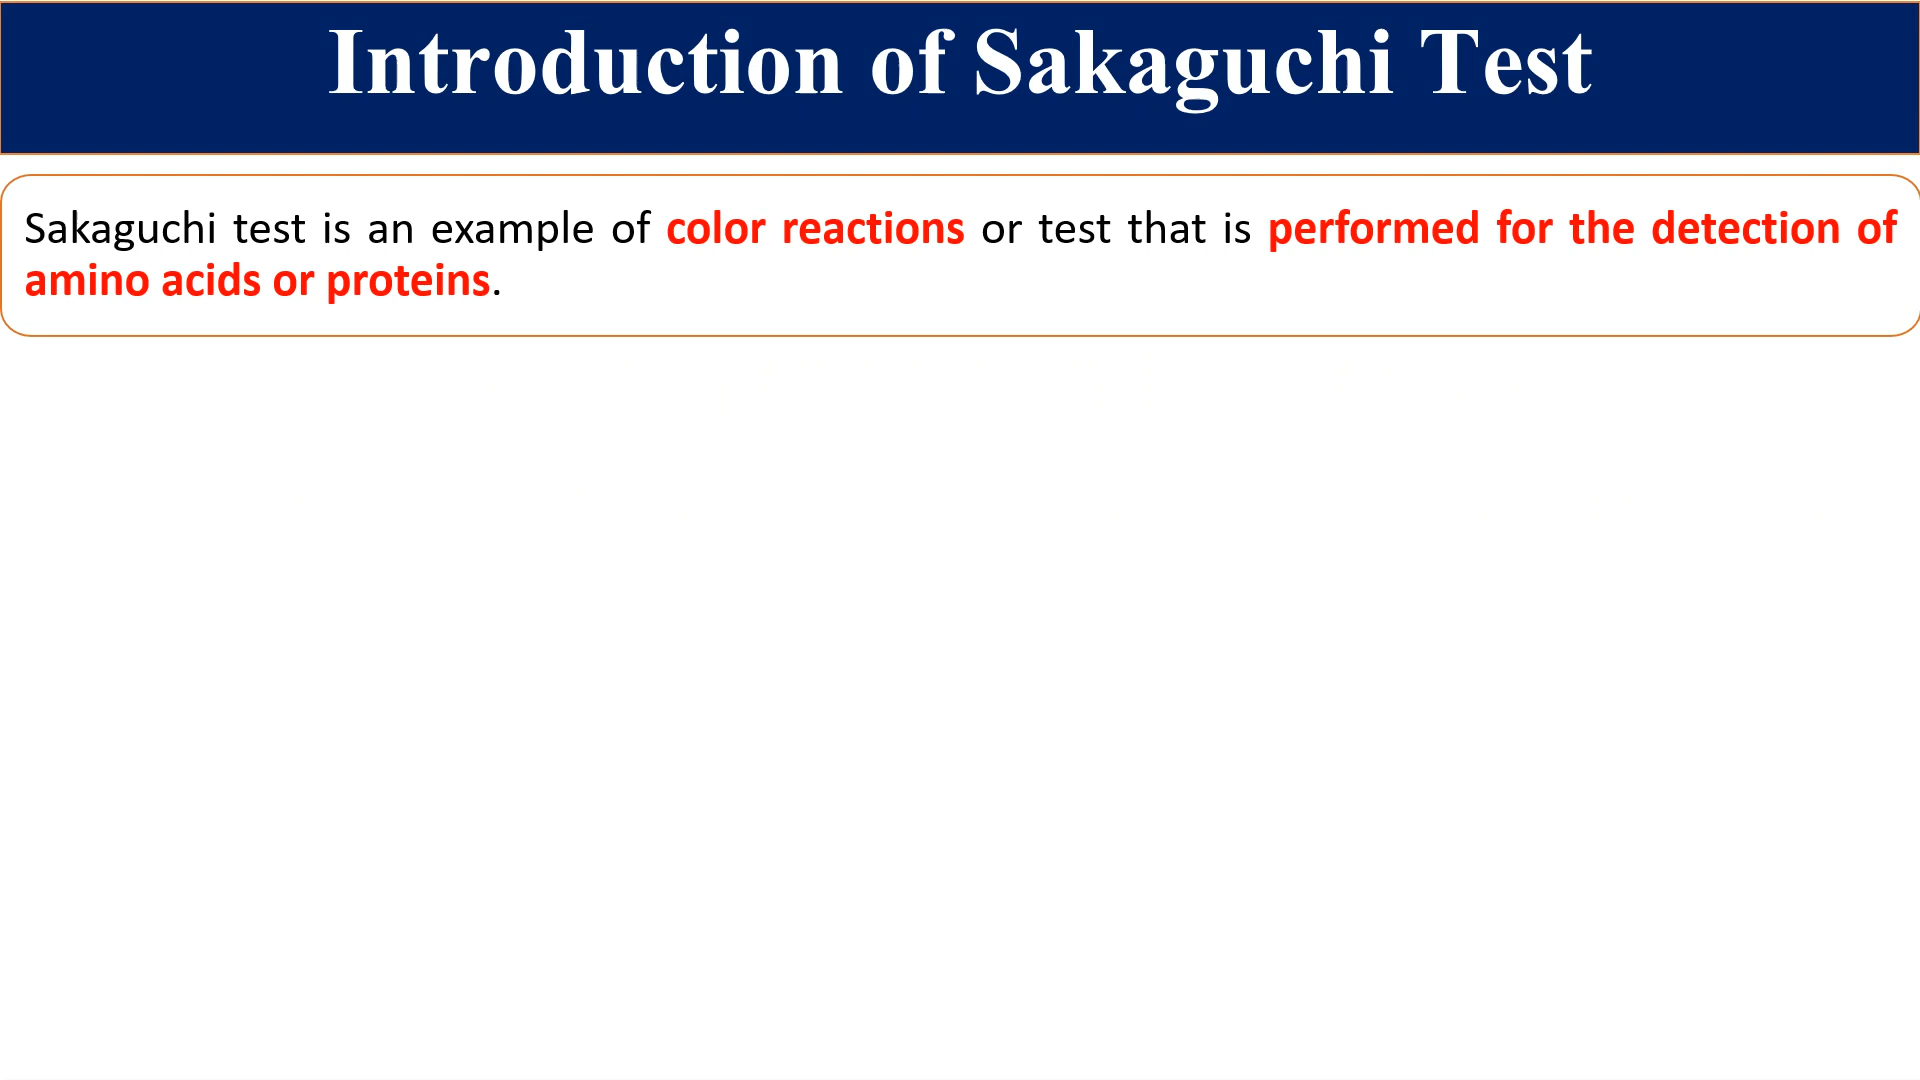 Introduction of Sakaguchi Test
Sakaguchi test is an example of color reactions or test that is performed for the detection of
amino acids or proteins.